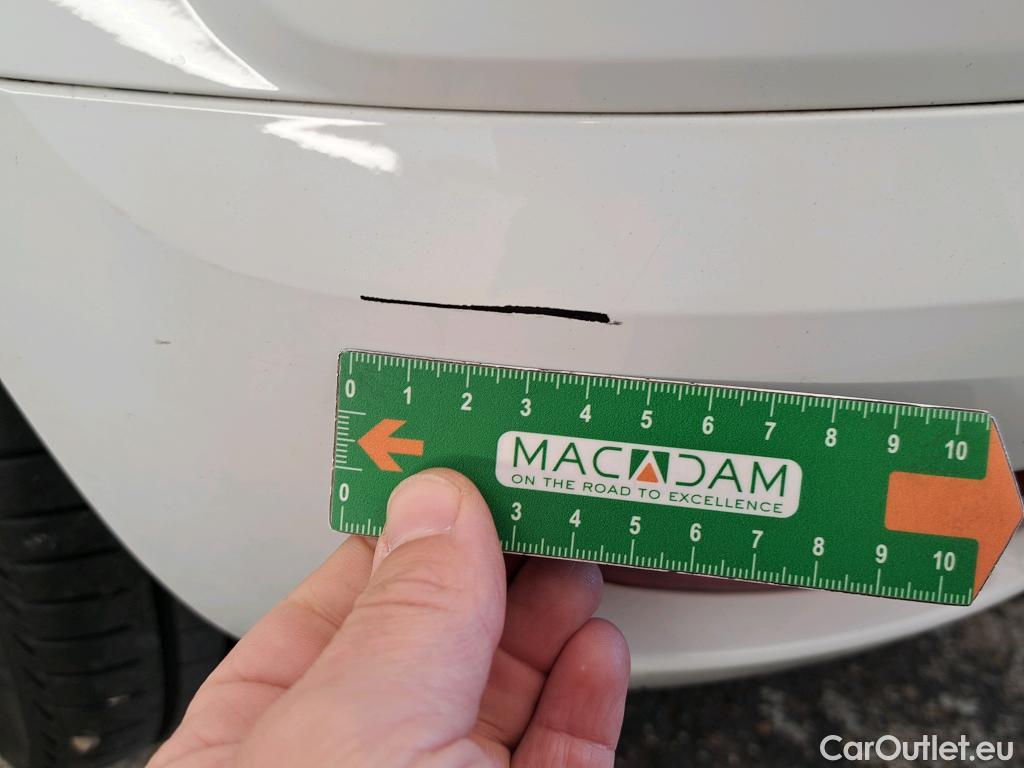 0 1 2 3 4 5 6 7 8 9 10
MACADAM
ON THE ROAD TO EXCELLENCE
0 3 4 5 6 7 8 9 10
CarOutlet.eu